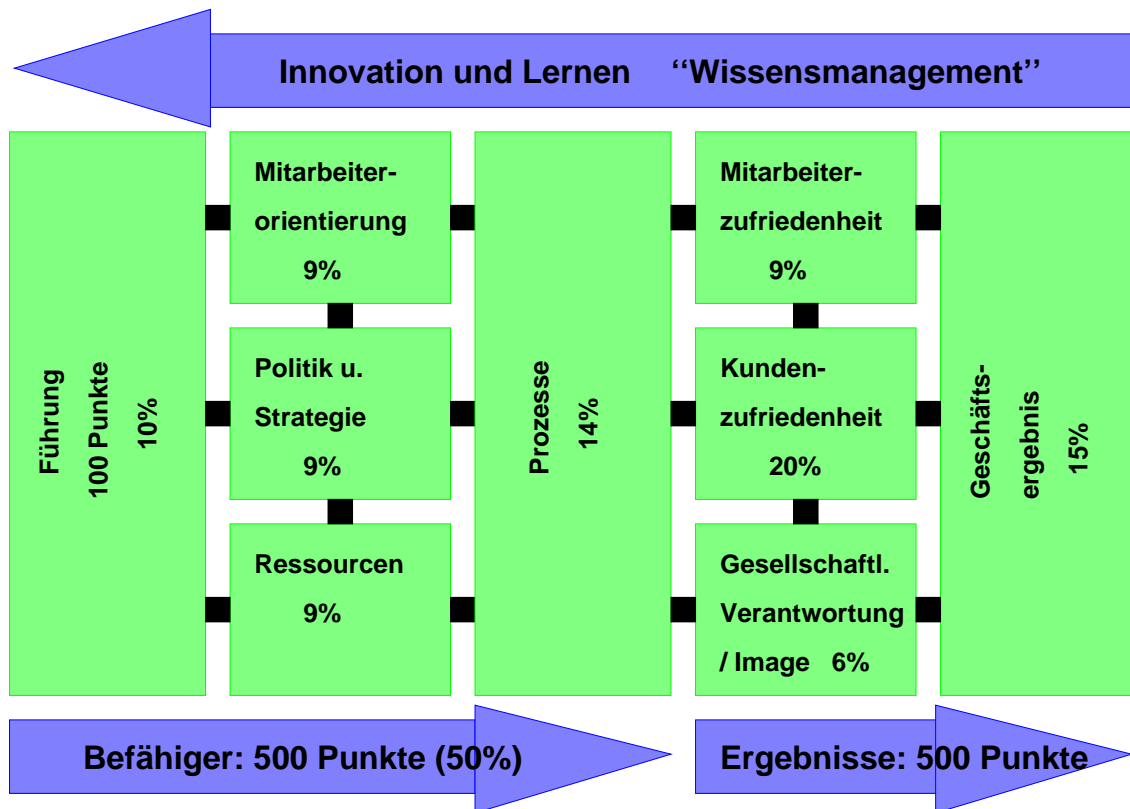 Innovation und Lernen ‘‘Wissensmanagement’’
Führung
100 Punkte
10%
Mitarbeiter-
orientierung
9%
Politik u.
Strategie
9%
Ressourcen
9%
Prozesse
14%
Mitarbeiter-
zufriedenheit
9%
Kunden-
zufriedenheit
20%
Gesellschaftl.
Verantwortung
/ Image 6%
Geschäfts-
ergebnis
15%
Befähiger: 500 Punkte (50%)
Ergebnisse: 500 Punkte